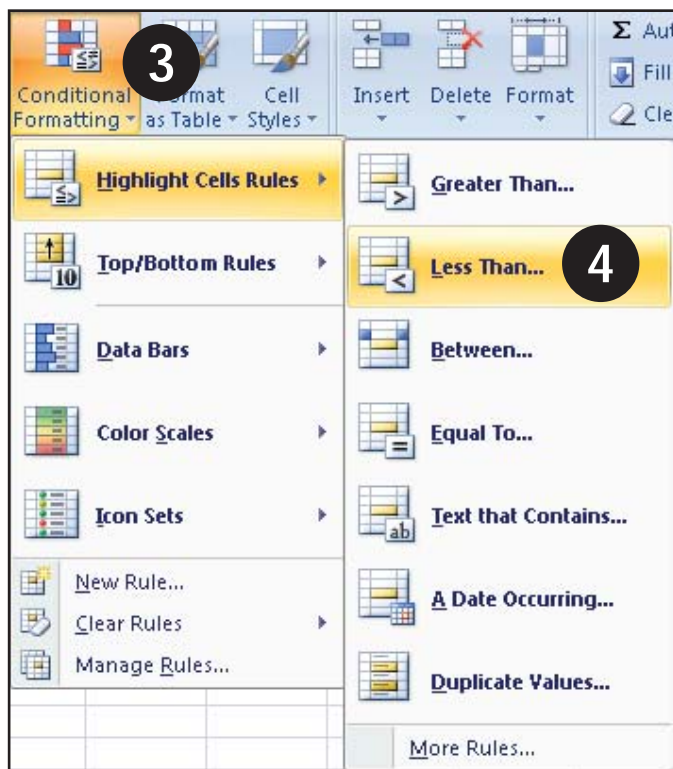 3
Conditional Formatting
Format as Table
Cell Styles
Insert
Delete
Format
Σ Aut
Fill
Cle
Highlight Cells Rules
Top/Bottom Rules
10
Data Bars
Color Scales
Icon Sets
New Rule...
Clear Rules
Manage Rules...
Greater Than...
>
Less Than...
<
4
Between...
Equal To...
=
Text that Contains...
ab
A Date Occurring...
Duplicate Values...
More Rules...